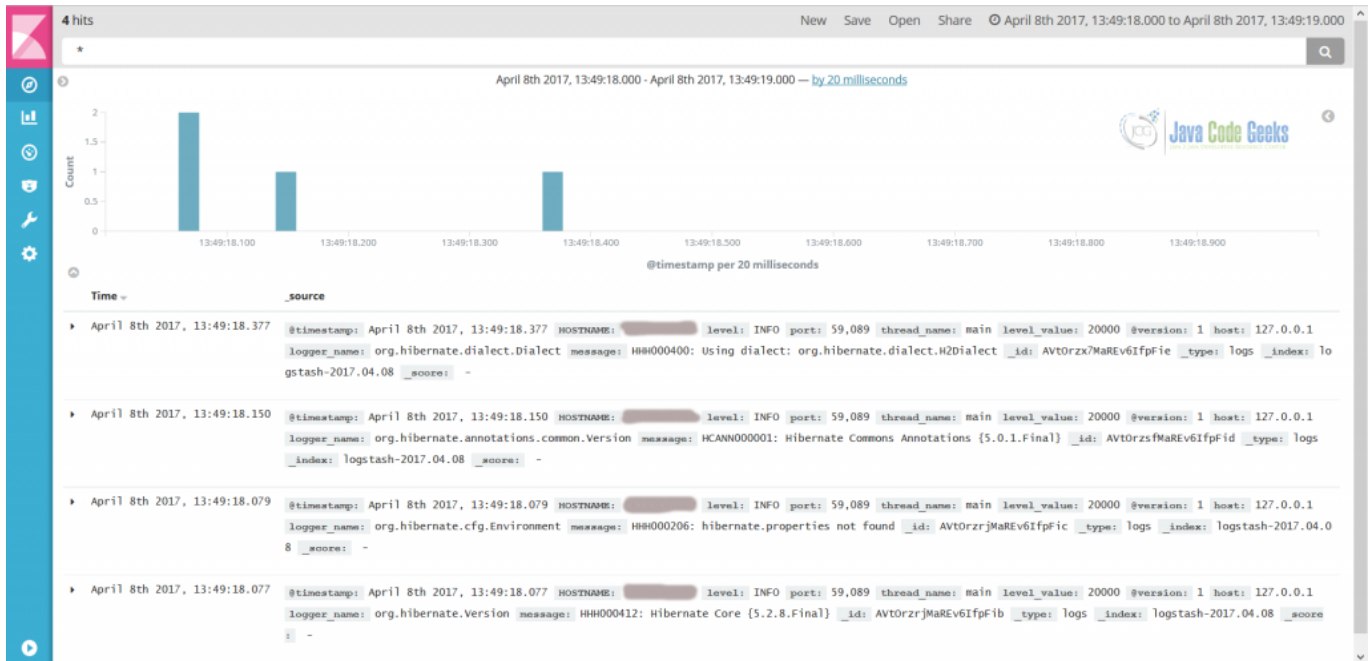 4 hits
New Save Open Share April 8th 2017, 13:49:18.000 to April 8th 2017, 13:49:19.000
*
April 8th 2017, 13:49:18.000 - April 8th 2017, 13:49:19.000 — by 20 milliseconds
JCG Java Code Geeks
Count
2
1.5
1
0.5
0
13:49:18.100 13:49:18.200 13:49:18.300 13:49:18.400 13:49:18.500 13:49:18.600 13:49:18.700 13:49:18.800 13:49:18.900
@timestamp per 20 milliseconds
Time _source
April 8th 2017, 13:49:18.377 @timestamp: April 8th 2017, 13:49:18.377 HOSTNAME: level: INFO port: 59,089 thread_name: main level_value: 20000 @version: 1 host: 127.0.0.1
logger_name: org.hibernate.dialect.Dialect message: HHH000400: Using dialect: org.hibernate.dialect.H2Dialect _id: AVtOrzx7MaREv6IfpFie _type: logs _index: lo
gstash-2017.04.08 _score: -
April 8th 2017, 13:49:18.150 @timestamp: April 8th 2017, 13:49:18.150 HOSTNAME: level: INFO port: 59,089 thread_name: main level_value: 20000 @version: 1 host: 127.0.0.1
logger_name: org.hibernate.annotations.common.Version message: HCANN000001: Hibernate Commons Annotations {5.0.1.Final} _id: AVtOrzsfMaREv6IfpFid _type: logs
_index: logstash-2017.04.08 _score: -
April 8th 2017, 13:49:18.079 @timestamp: April 8th 2017, 13:49:18.079 HOSTNAME: level: INFO port: 59,089 thread_name: main level_value: 20000 @version: 1 host: 127.0.0.1
logger_name: org.hibernate.cfg.Environment message: HHH000206: hibernate.properties not found _id: AVtOrzrjMaREv6IfpFic _type: logs _index: logstash-2017.04.0
8 _score: -
April 8th 2017, 13:49:18.077 @timestamp: April 8th 2017, 13:49:18.077 HOSTNAME: level: INFO port: 59,089 thread_name: main level_value: 20000 @version: 1 host: 127.0.0.1
logger_name: org.hibernate.Version message: HHH000412: Hibernate Core {5.2.8.Final} _id: AVtOrzrjMaREv6IfpFib _type: logs _index: logstash-2017.04.08 _score
: -